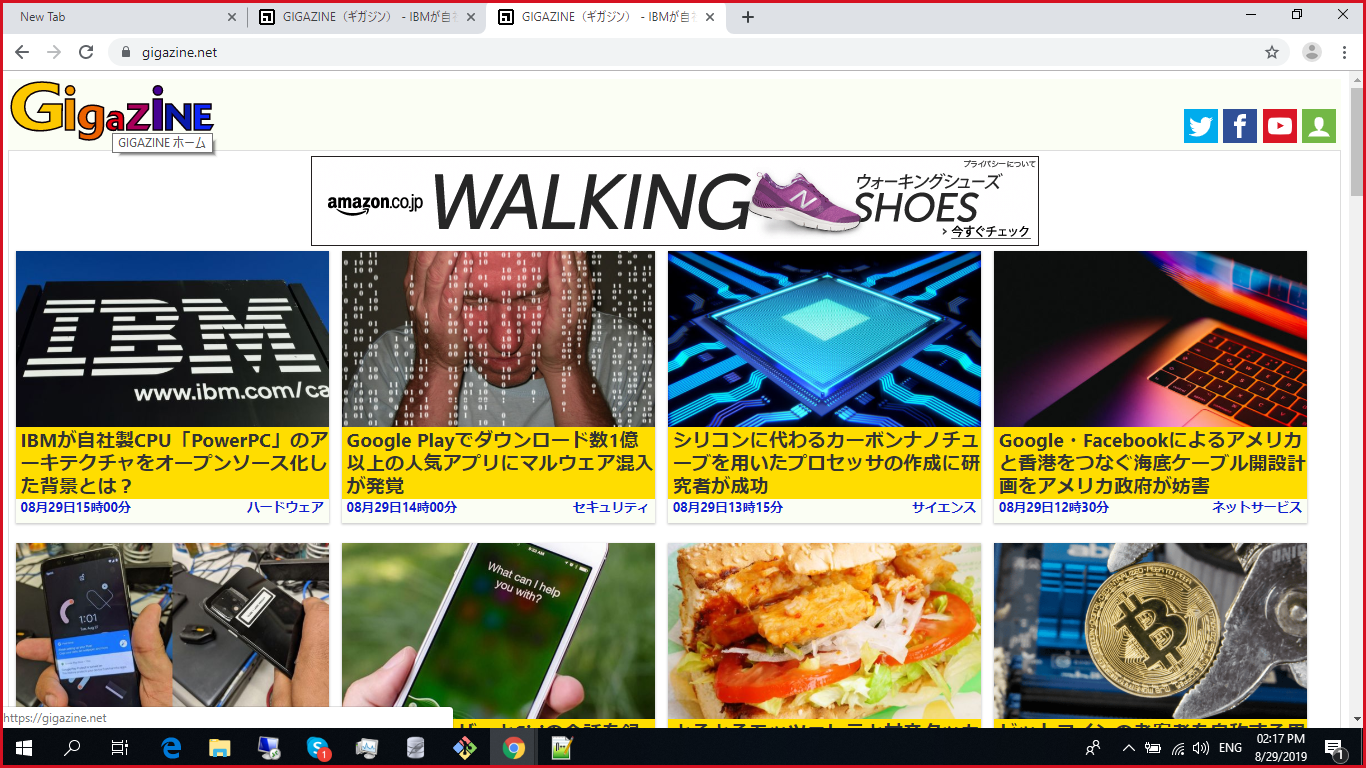 New Tab
GIGAZINE（ギガジン） - IBMが自社
GIGAZINE（ギガジン） - IBMが自社
gigazine.net
GigaZiNE
GIGAZINE ホーム
プライバシーについて
amazon.co.jp
WALKING
ウォーキングシューズ
SHOES
› 今すぐチェック
IBM
www.ibm.com/ca
IBMが自社製CPU「PowerPC」のア
ーキテクチャをオープンソース化し
た背景とは？
08月29日15時00分
ハードウェア
Google Playでダウンロード数1億
以上の人気アプリにマルウェア混入
が発覚
08月29日14時00分
セキュリティ
シリコンに代わるカーボンナノチュ
ーブを用いたプロセッサの作成に研
究者が成功
08月29日13時15分
サイエンス
Google・Facebookによるアメリカ
と香港をつなぐ海底ケーブル開設計
画をアメリカ政府が妨害
08月29日12時30分
ネットサービス
1:01
What can I help
you with?
https://gigazine.net
1
ENG
02:17 PM
8/29/2019
1